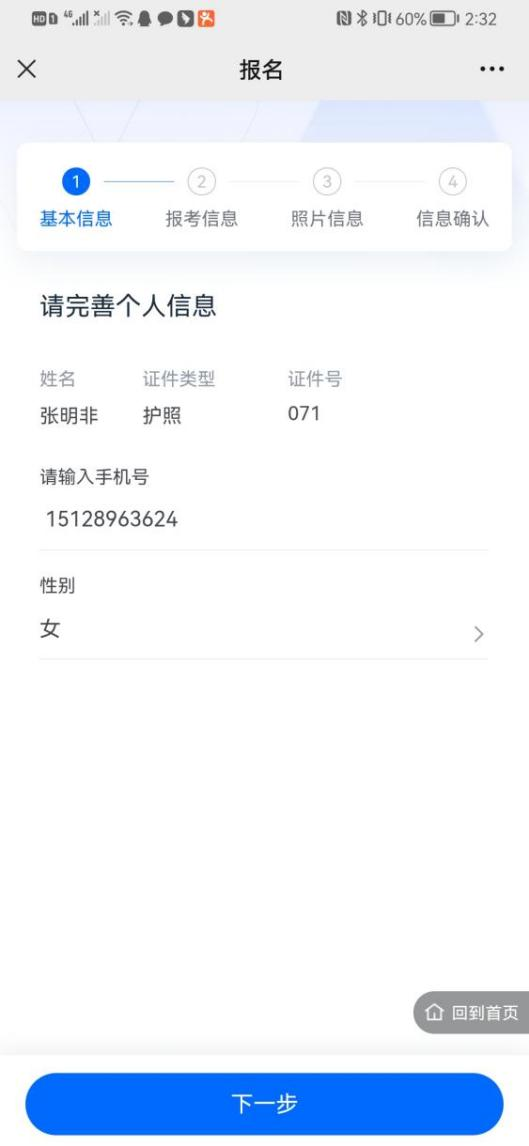 HD 1 4G 60% 2:32
报名
1 2 3 4
基本信息 报考信息 照片信息 信息确认
请完善个人信息
姓名 证件类型 证件号
张明非 护照 071
请输入手机号
15128963624
性别
女
回到首页
下一步